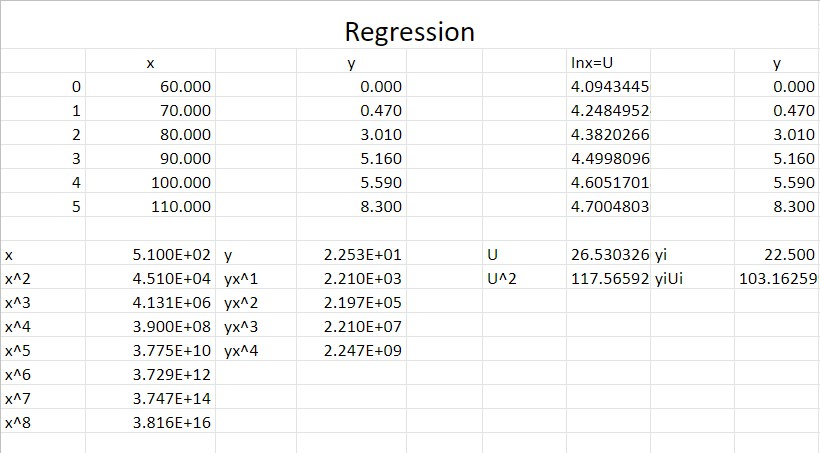 Regression
x y lnx=U y
0 60.000 0.000 4.0943445 0.000
1 70.000 0.470 4.2484952 0.470
2 80.000 3.010 4.3820266 3.010
3 90.000 5.160 4.4998096 5.160
4 100.000 5.590 4.6051701 5.590
5 110.000 8.300 4.7004803 8.300
x 5.100E+02 y 2.253E+01 U 26.530326 yi 22.500
x^2 4.510E+04 yx^1 2.210E+03 U^2 117.56592 yiUi 103.16259
x^3 4.131E+06 yx^2 2.197E+05
x^4 3.900E+08 yx^3 2.210E+07
x^5 3.775E+10 yx^4 2.247E+09
x^6 3.729E+12
x^7 3.747E+14
x^8 3.816E+16